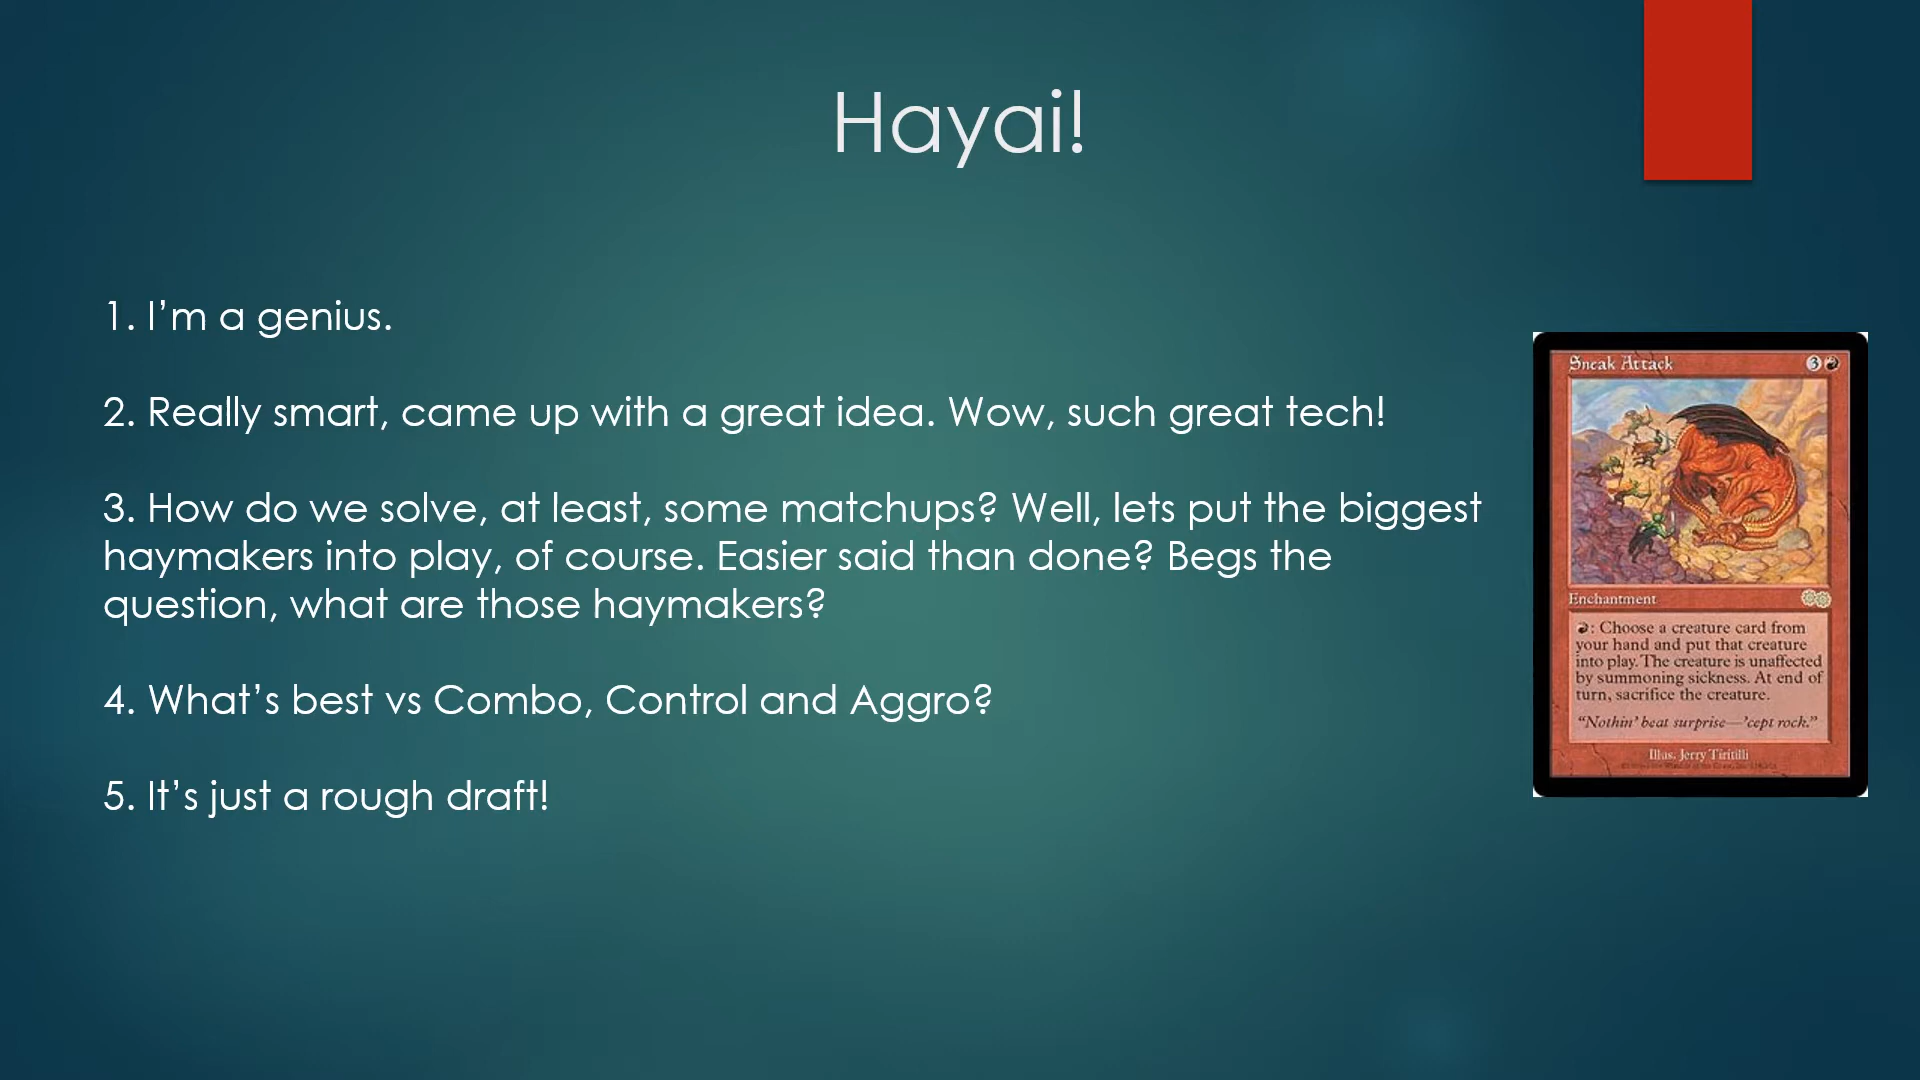 Hayai!
1. I’m a genius.
2. Really smart, came up with a great idea. Wow, such great tech!
3. How do we solve, at least, some matchups? Well, lets put the biggest
haymakers into play, of course. Easier said than done? Begs the
question, what are those haymakers?
4. What’s best vs Combo, Control and Aggro?
5. It’s just a rough draft!
Sneak Attack 3
Enchantment
: Choose a creature card from
your hand and put that creature
into play. The creature is unaffected
by summoning sickness. At end of
turn, sacrifice the creature.
“Nothin’ beat surprise—’cept rock.”
Illus. Jerry Tiritilli